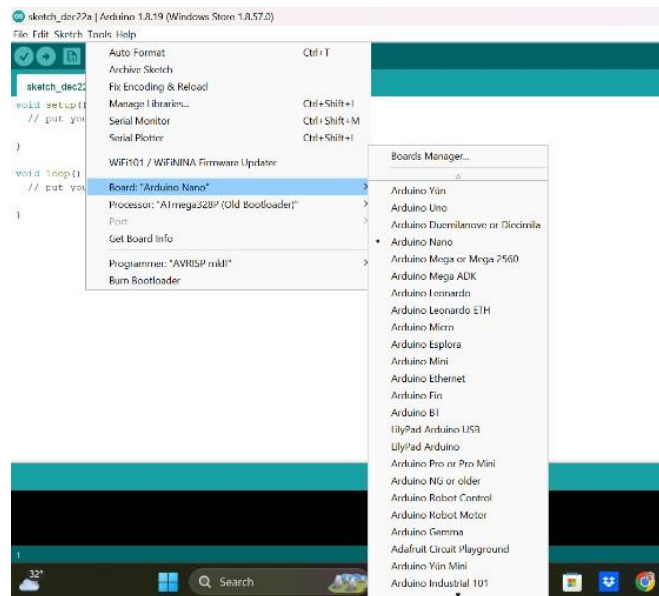 sketch_dec22a | Arduino 1.8.19 (Windows Store 1.8.57.0)
File Edit Sketch Tools Help
sketch_dec22
void setup()
// put you
}
void loop()
// put you
}
Auto Format Ctrl+T
Archive Sketch
Fix Encoding & Reload
Manage Libraries... Ctrl+Shift+I
Serial Monitor Ctrl+Shift+M
Serial Plotter Ctrl+Shift+L
WiFi101 / WiFiNINA Firmware Updater
Board: "Arduino Nano"
Processor: "ATmega328P (Old Bootloader)"
Port
Get Board Info
Programmer: "AVRISP mkII"
Burn Bootloader
Boards Manager...
Arduino Yún
Arduino Uno
Arduino Duemilanove or Diecimila
Arduino Nano
Arduino Mega or Mega 2560
Arduino Mega ADK
Arduino Leonardo
Arduino Leonardo ETH
Arduino Micro
Arduino Esplora
Arduino Mini
Arduino Ethernet
Arduino Fio
Arduino BT
LilyPad Arduino USB
LilyPad Arduino
Arduino Pro or Pro Mini
Arduino NG or older
Arduino Robot Control
Arduino Robot Motor
Arduino Gemma
Adafruit Circuit Playground
Arduino Yún Mini
Arduino Industrial 101
1
32°
Search